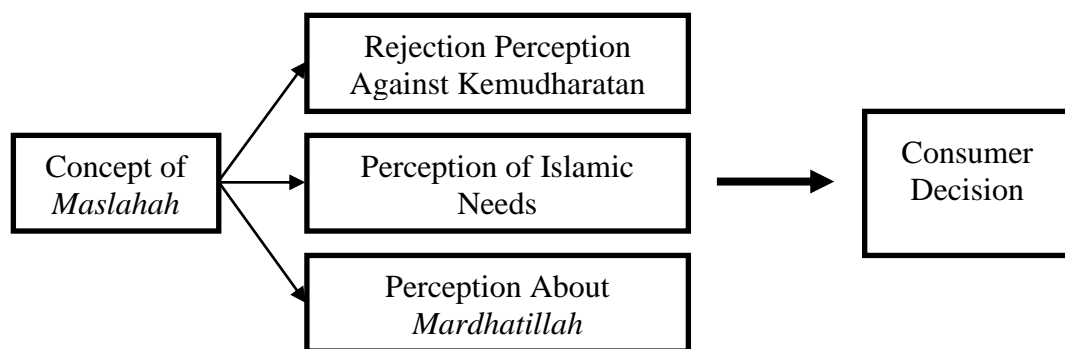 Rejection Perception
Against Kemudharatan
Concept of
Maslahah
Perception of Islamic
Needs
Perception About
Mardhatillah
Consumer
Decision